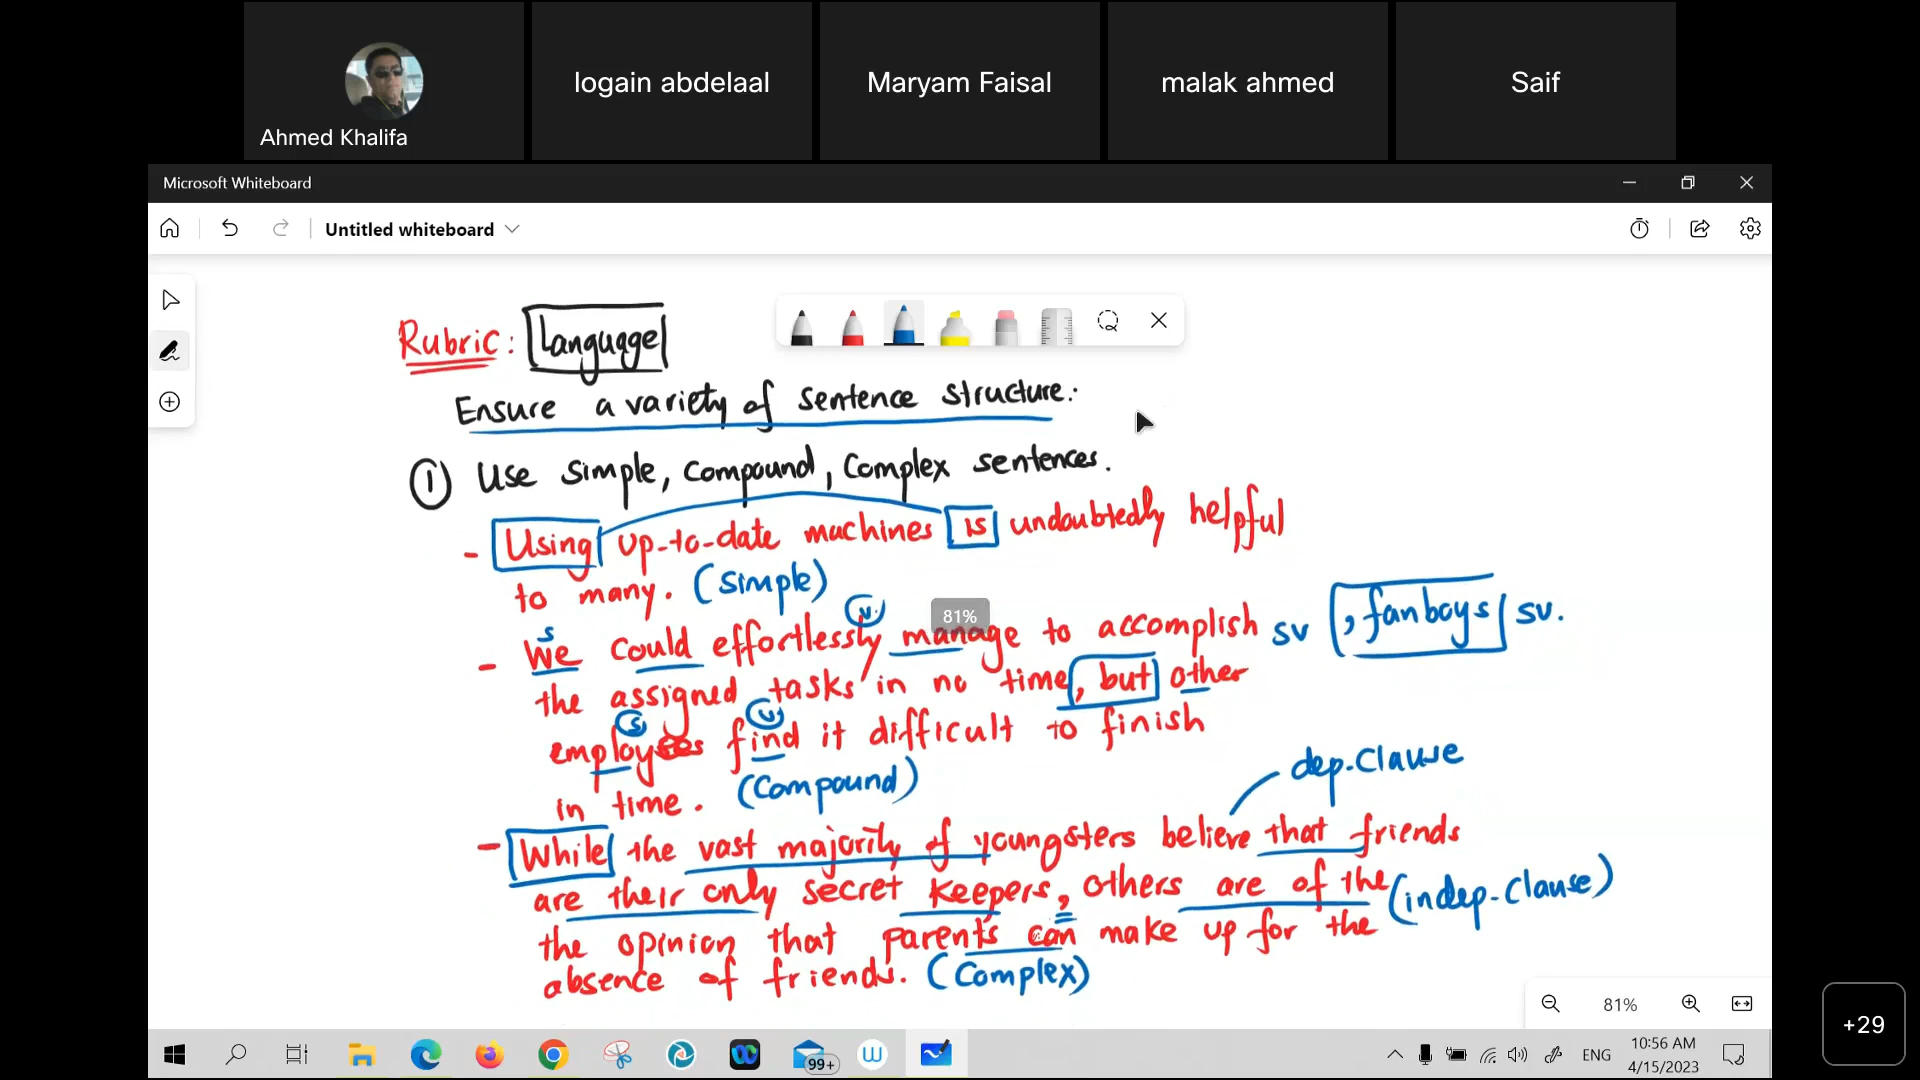 logain abdelaal
Maryam Faisal
malak ahmed
Saif
Ahmed Khalifa
Microsoft Whiteboard
Untitled whiteboard
Rubric: Language
Ensure a variety of sentence structure:
1 Use simple, compound, complex sentences.
- Using up-to-date machines is undoubtedly helpful
to many. (simple)
s v. 81%
- We could effortlessly manage to accomplish sv , fanboys sv.
the assigned tasks in no time, but other
s v
employees find it difficult to finish
in time. (Compound)
dep-Clause
- While the vast majority of youngsters believe that friends
are their only secret keepers, others are of the (indep-Clause)
the opinion that parents can make up for the
absence of friends. (Complex)
81%
+29
99+
ENG
10:56 AM
4/15/2023